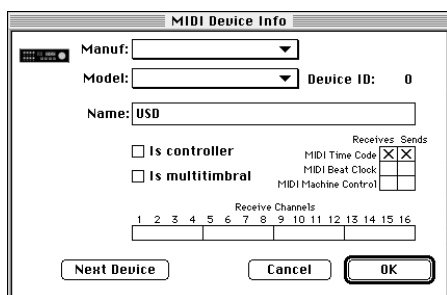 MIDI Device Info
Manuf:
Model:
Device ID: 0
Name: USD
Is controller
Is multitimbral
Receives Sends
MIDI Time Code X X
MIDI Beat Clock
MIDI Machine Control
Receive Channels
1 2 3 4 5 6 7 8 9 10 11 12 13 14 15 16
Next Device
Cancel
OK